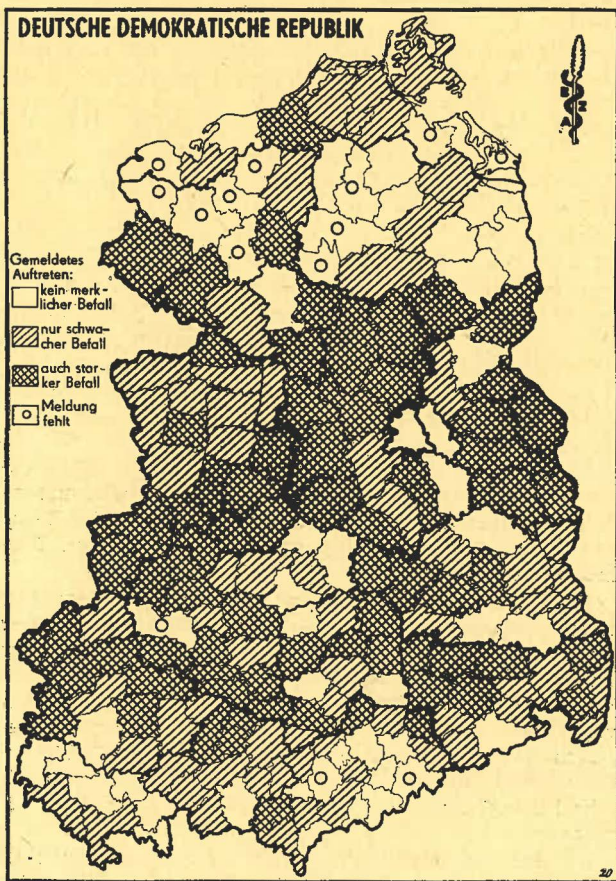 DEUTSCHE DEMOKRATISCHE REPUBLIK
Gemeldetes
Auftreten:
kein merk-
licher Befall
nur schwa-
cher Befall
auch star-
ker Befall
Meldung
fehlt
20